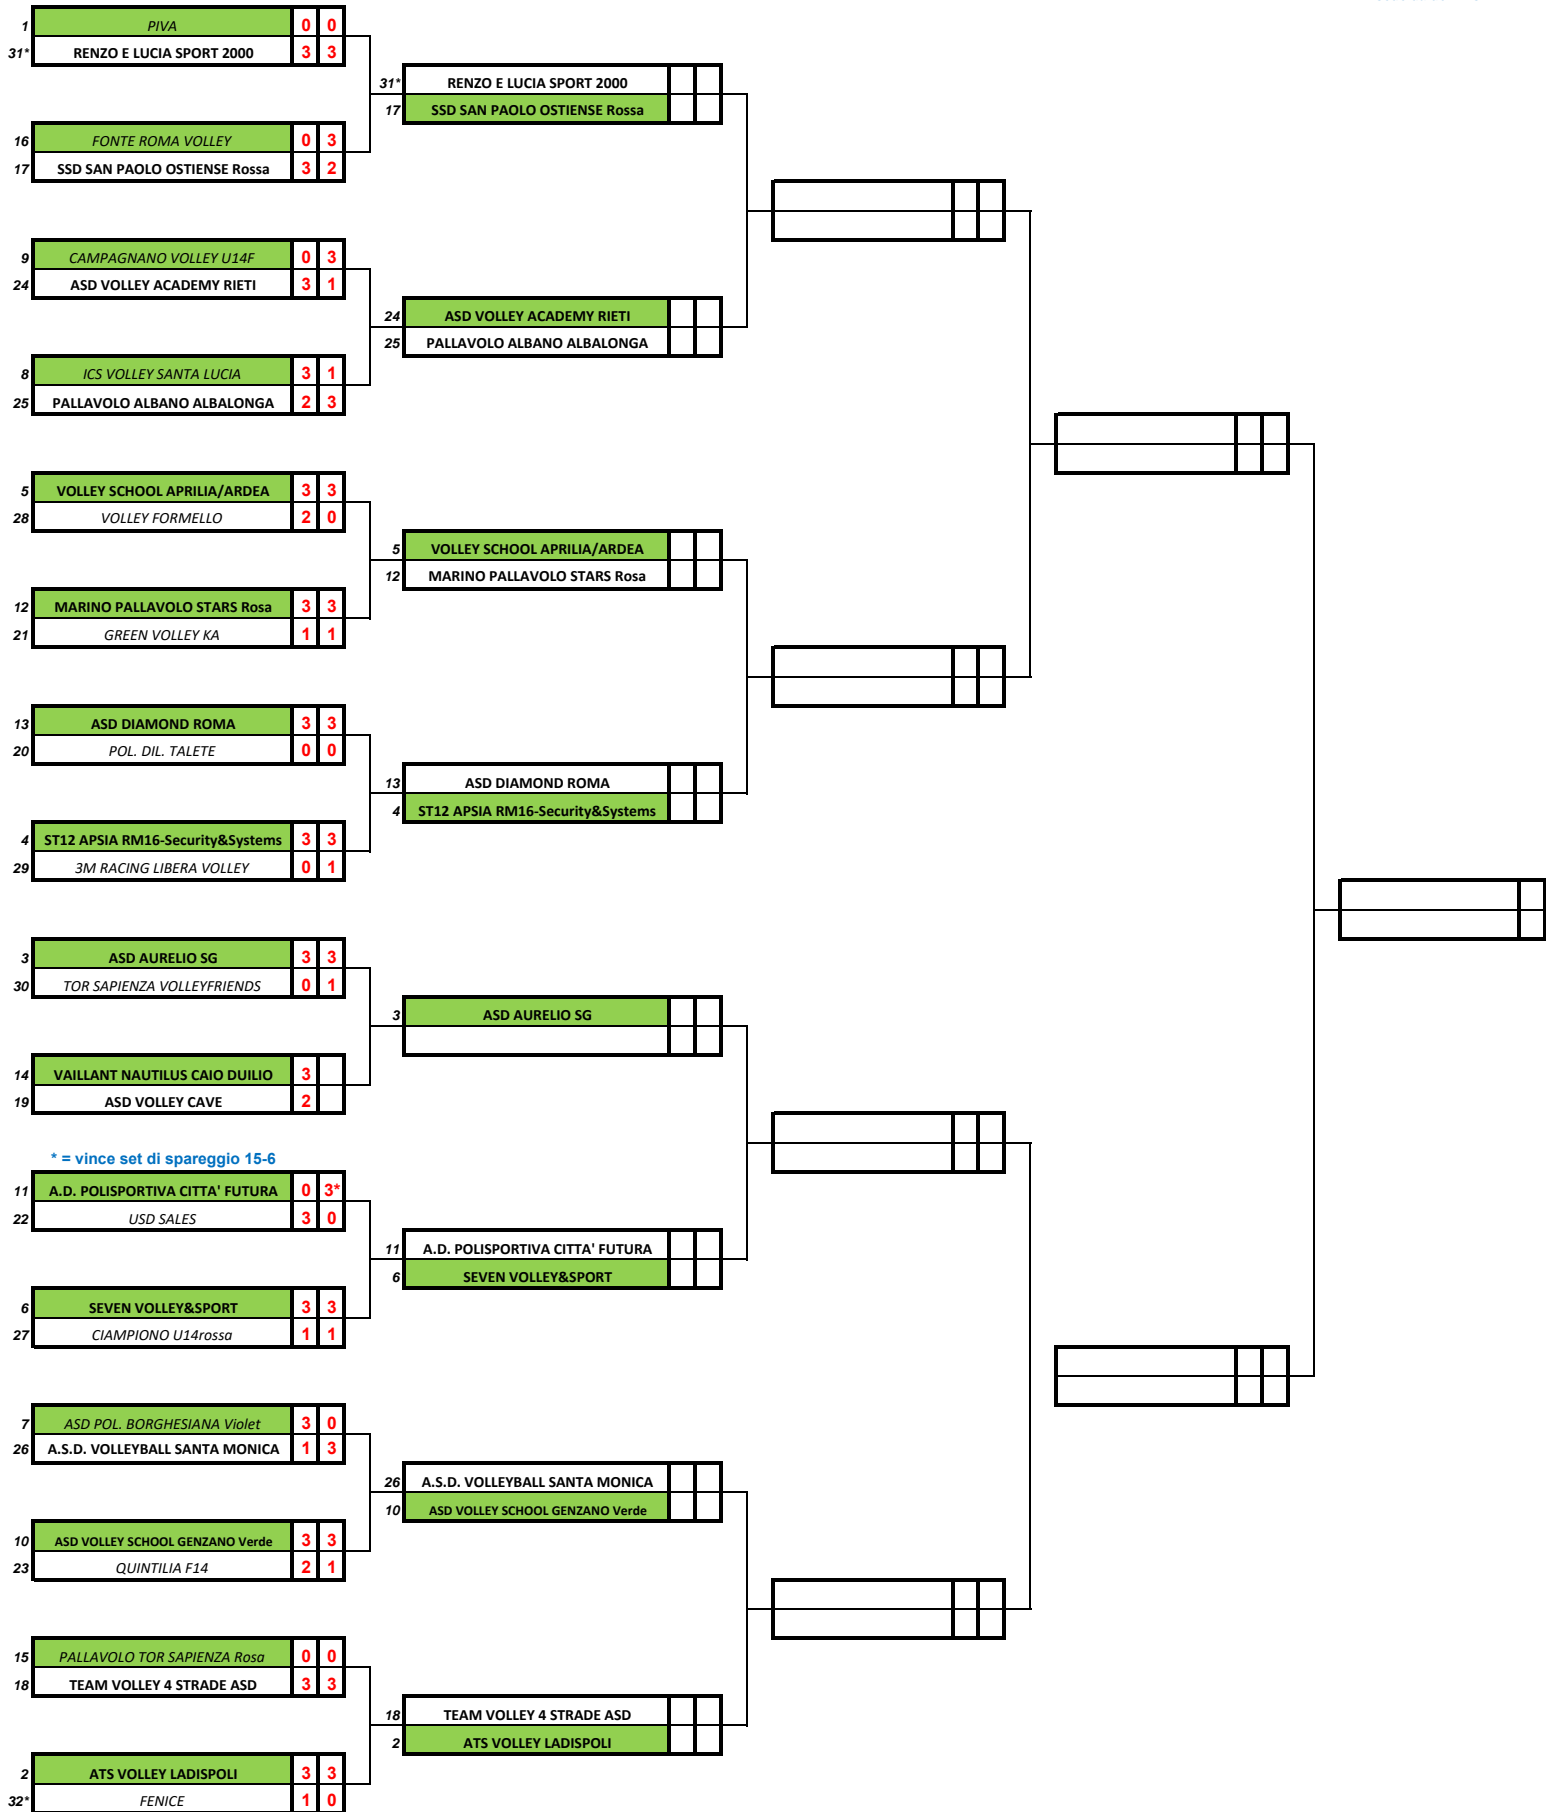 1 PIVA 0 0
31* RENZO E LUCIA SPORT 2000 3 3
31* RENZO E LUCIA SPORT 2000
17 SSD SAN PAOLO OSTIENSE Rossa
16 FONTE ROMA VOLLEY 0 3
17 SSD SAN PAOLO OSTIENSE Rossa 3 2
9 CAMPAGNANO VOLLEY U14F 0 3
24 ASD VOLLEY ACADEMY RIETI 3 1
24 ASD VOLLEY ACADEMY RIETI
25 PALLAVOLO ALBANO ALBALONGA
8 ICS VOLLEY SANTA LUCIA 3 1
25 PALLAVOLO ALBANO ALBALONGA 2 3
5 VOLLEY SCHOOL APRILIA/ARDEA 3 3
28 VOLLEY FORMELLO 2 0
5 VOLLEY SCHOOL APRILIA/ARDEA
12 MARINO PALLAVOLO STARS Rosa
12 MARINO PALLAVOLO STARS Rosa 3 3
21 GREEN VOLLEY KA 1 1
13 ASD DIAMOND ROMA 3 3
20 POL. DIL. TALETE 0 0
13 ASD DIAMOND ROMA
4 ST12 APSIA RM16-Security&Systems
4 ST12 APSIA RM16-Security&Systems 3 3
29 3M RACING LIBERA VOLLEY 0 1
3 ASD AURELIO SG 3 3
30 TOR SAPIENZA VOLLEYFRIENDS 0 1
3 ASD AURELIO SG
14 VAILLANT NAUTILUS CAIO DUILIO 3
19 ASD VOLLEY CAVE 2
* = vince set di spareggio 15-6
11 A.D. POLISPORTIVA CITTA' FUTURA 0 3*
22 USD SALES 3 0
11 A.D. POLISPORTIVA CITTA' FUTURA
6 SEVEN VOLLEY&SPORT
6 SEVEN VOLLEY&SPORT 3 3
27 CIAMPIONO U14rossa 1 1
7 ASD POL. BORGHESIANA Violet 3 0
26 A.S.D. VOLLEYBALL SANTA MONICA 1 3
26 A.S.D. VOLLEYBALL SANTA MONICA
10 ASD VOLLEY SCHOOL GENZANO Verde
10 ASD VOLLEY SCHOOL GENZANO Verde 3 3
23 QUINTILIA F14 2 1
15 PALLAVOLO TOR SAPIENZA Rosa 0 0
18 TEAM VOLLEY 4 STRADE ASD 3 3
18 TEAM VOLLEY 4 STRADE ASD
2 ATS VOLLEY LADISPOLI
2 ATS VOLLEY LADISPOLI 3 3
32* FENICE 1 0